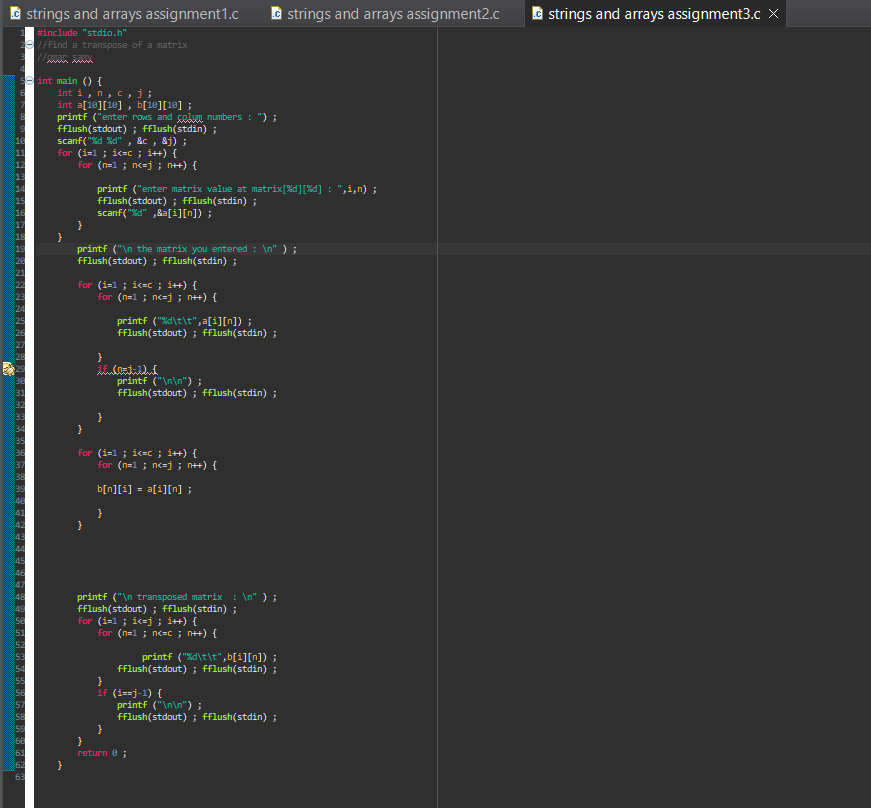 strings and arrays assignment1.c strings and arrays assignment2.c strings and arrays assignment3.c
1 #include "stdio.h"
2 //find a transpose of a matrix
3 //omar samy
4
5 int main () {
6 int i , n , c , j ;
7 int a[10][10] , b[10][10] ;
8 printf ("enter rows and colum numbers : ") ;
9 fflush(stdout) ; fflush(stdin) ;
10 scanf("%d %d" , &c , &j) ;
11 for (i=1 ; i<=c ; i++) {
12 for (n=1 ; n<=j ; n++) {
13
14 printf ("enter matrix value at matrix[%d][%d] : ",i,n) ;
15 fflush(stdout) ; fflush(stdin) ;
16 scanf("%d" ,&a[i][n]) ;
17 }
18 }
19 printf ("\n the matrix you entered : \n" ) ;
20 fflush(stdout) ; fflush(stdin) ;
21
22 for (i=1 ; i<=c ; i++) {
23 for (n=1 ; n<=j ; n++) {
24
25 printf ("%d\t\t",a[i][n]) ;
26 fflush(stdout) ; fflush(stdin) ;
27
28 }
29 if (n=j-1) {
30 printf ("\n\n") ;
31 fflush(stdout) ; fflush(stdin) ;
32
33 }
34 }
35
36 for (i=1 ; i<=c ; i++) {
37 for (n=1 ; n<=j ; n++) {
38
39 b[n][i] = a[i][n] ;
40
41 }
42 }
43
44
45
46
47
48 printf ("\n transposed matrix  : \n" ) ;
49 fflush(stdout) ; fflush(stdin) ;
50 for (i=1 ; i<=j ; i++) {
51 for (n=1 ; n<=c ; n++) {
52
53 printf ("%d\t\t",b[i][n]) ;
54 fflush(stdout) ; fflush(stdin) ;
55 }
56 if (i==j-1) {
57 printf ("\n\n") ;
58 fflush(stdout) ; fflush(stdin) ;
59 }
60 }
61 return 0 ;
62 }
63